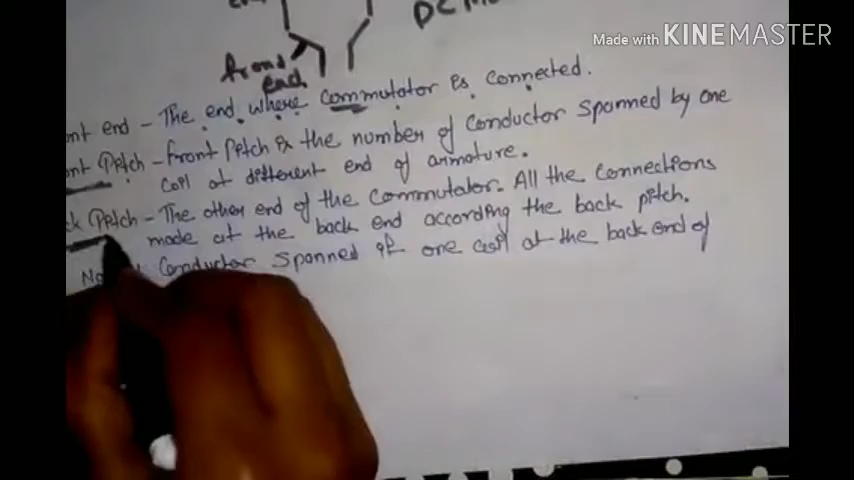 Made with KINEMASTER
DC M
front
end
nt end - The end where commutator is connected.
nt Pitch - front Pitch is the number of conductor spanned by one
coil at different end of armature.
ck Pitch - The other end of the commutator. All the connections
made at the back end according the back pitch.
No Conductor spanned if one coil at the back end of